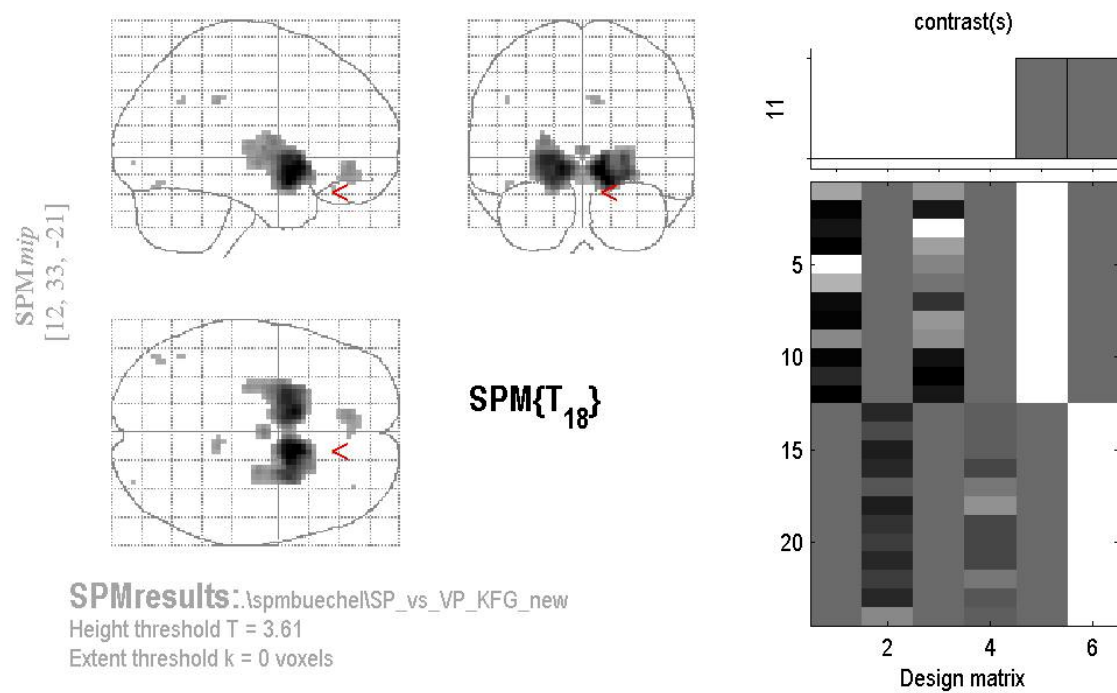 contrast(s)
11
SPMmip
[12, 33, -21]
<
<
<
SPM{T18}
5
10
15
20
2 4 6
Design matrix
SPMresults:.\spmbuechel\SP_vs_VP_KFG_new
Height threshold T = 3.61
Extent threshold k = 0 voxels